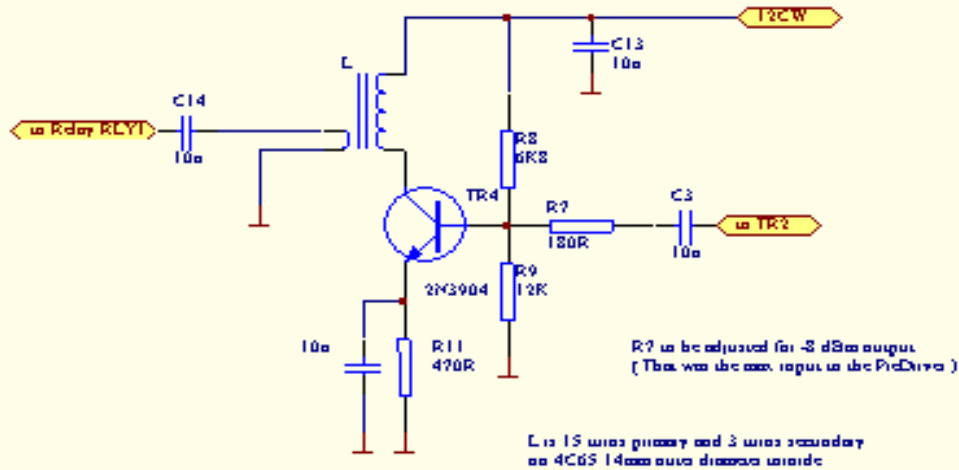 12CW
C13
10n
L
C14
to Relay RLY1
10n
R8
6K8
TR4
C3
R7
to TR2
180R
10n
R9
2N3904
12K
10n
R11
470R
R7 to be adjusted for -8 dBm output
( That was the max input to the PreDriver )
L is 15 turns primary and 3 turns secondary
on 4C65 14mm outer diameter toroide